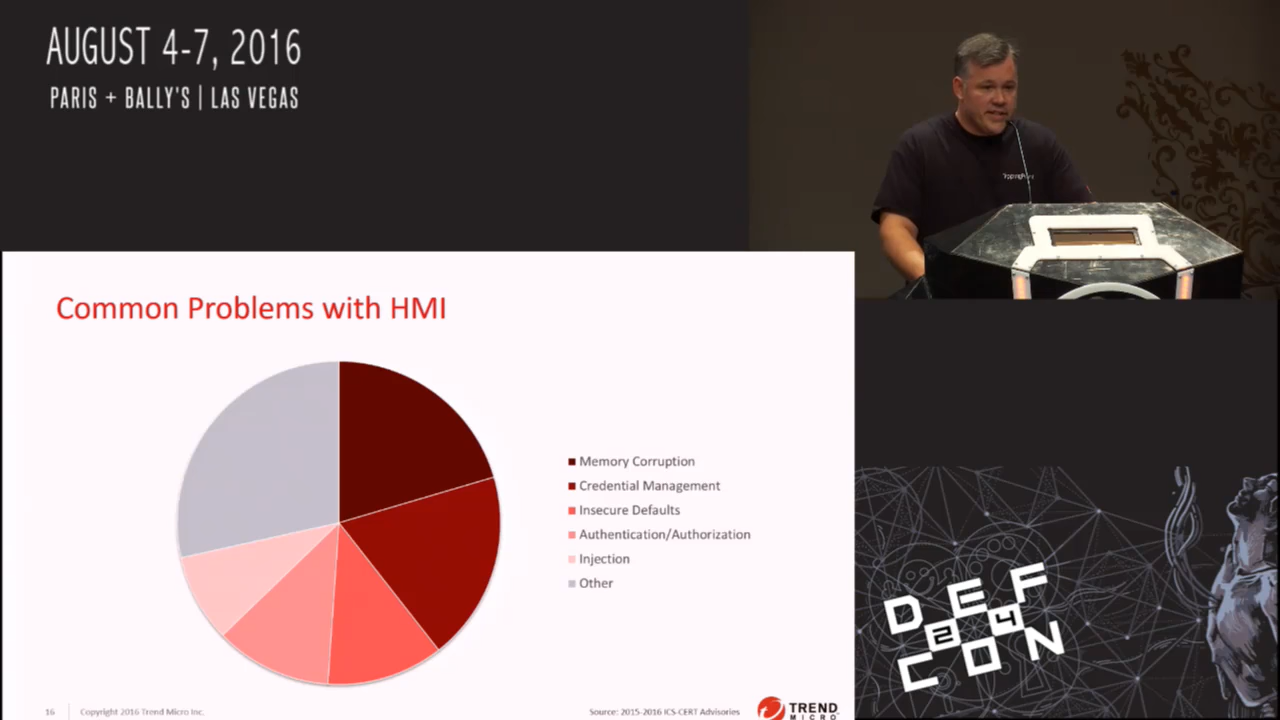 AUGUST 4-7, 2016
PARIS + BALLY'S | LAS VEGAS
TippingPoint
Common Problems with HMI
Memory Corruption
Credential Management
Insecure Defaults
Authentication/Authorization
Injection
Other
16
Copyright 2016 Trend Micro Inc.
Source: 2015-2016 ICS-CERT Advisories
TREND
MICRO
DEF
24
CON